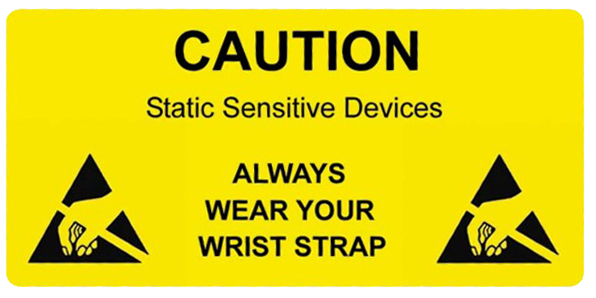 CAUTION
Static Sensitive Devices
ALWAYS
WEAR YOUR
WRIST STRAP